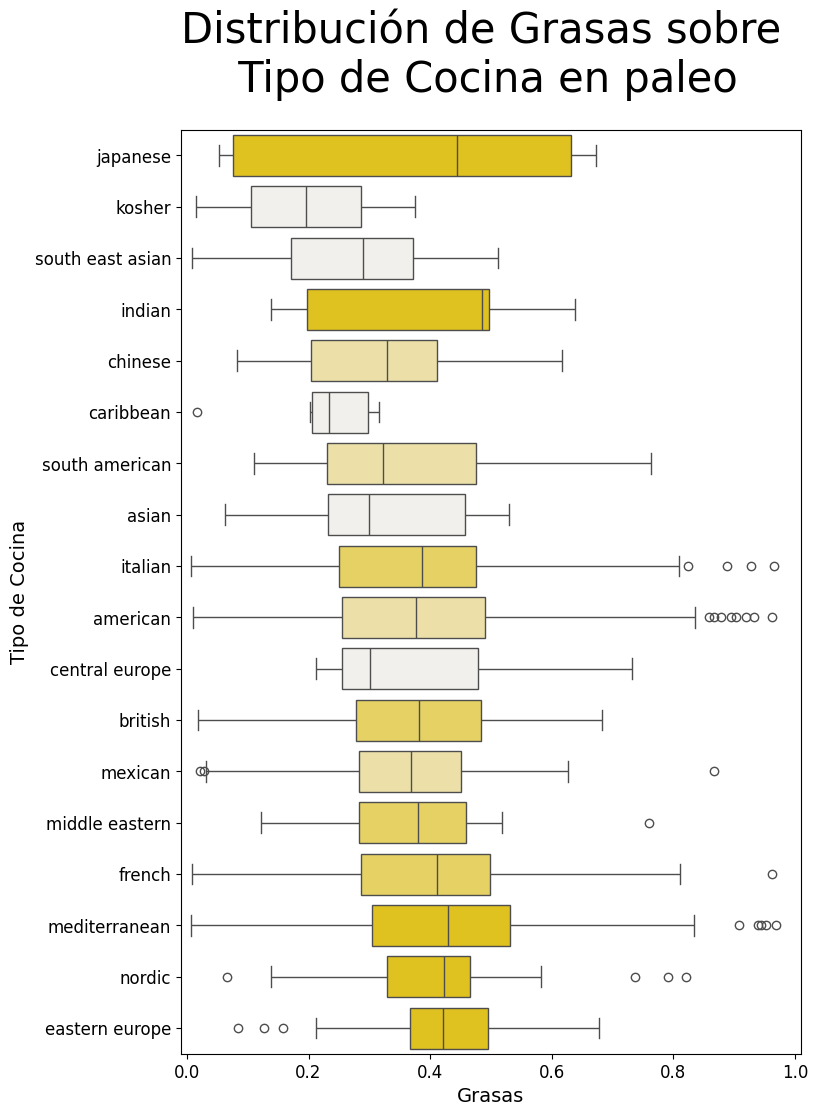 Distribución de Grasas sobre
Tipo de Cocina en paleo
Tipo de Cocina
japanese
kosher
south east asian
indian
chinese
caribbean
south american
asian
italian
american
central europe
british
mexican
middle eastern
french
mediterranean
nordic
eastern europe
0.0 0.2 0.4 0.6 0.8 1.0
Grasas